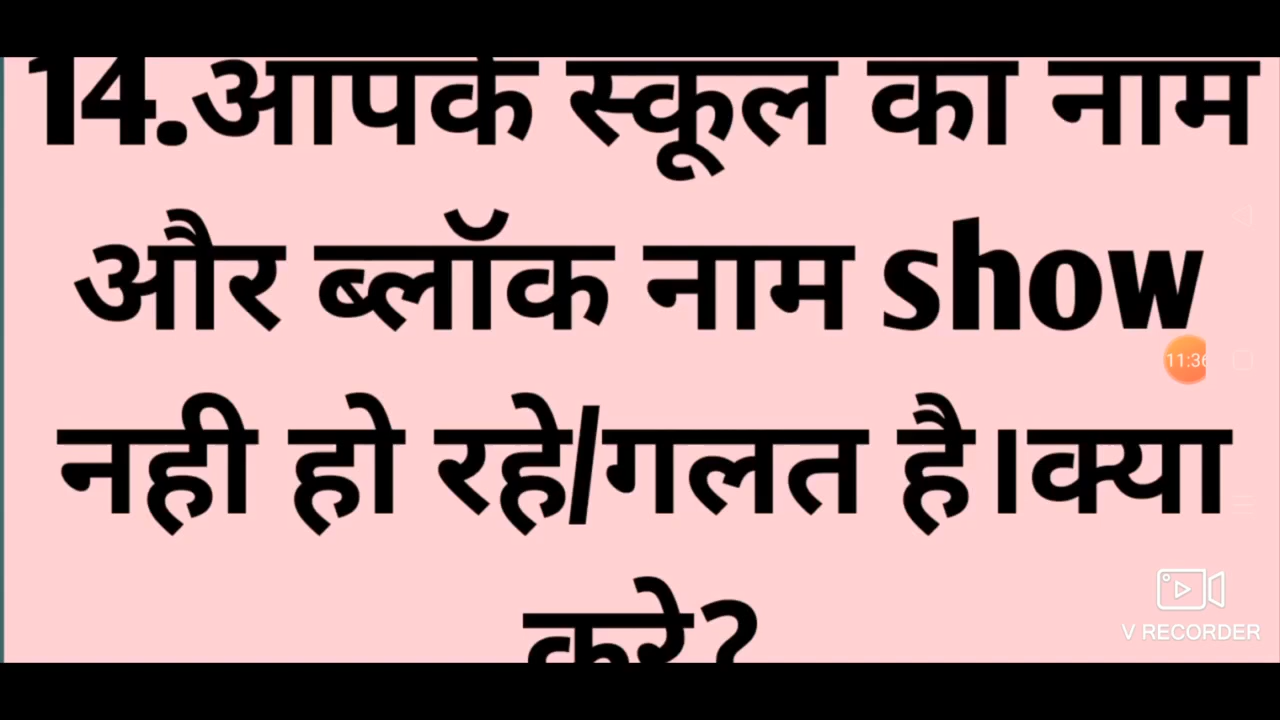 14.आपके स्कूल का नाम
और ब्लॉक नाम show
नही हो रहे/गलत है।क्या
करे?
11:36
V RECORDER